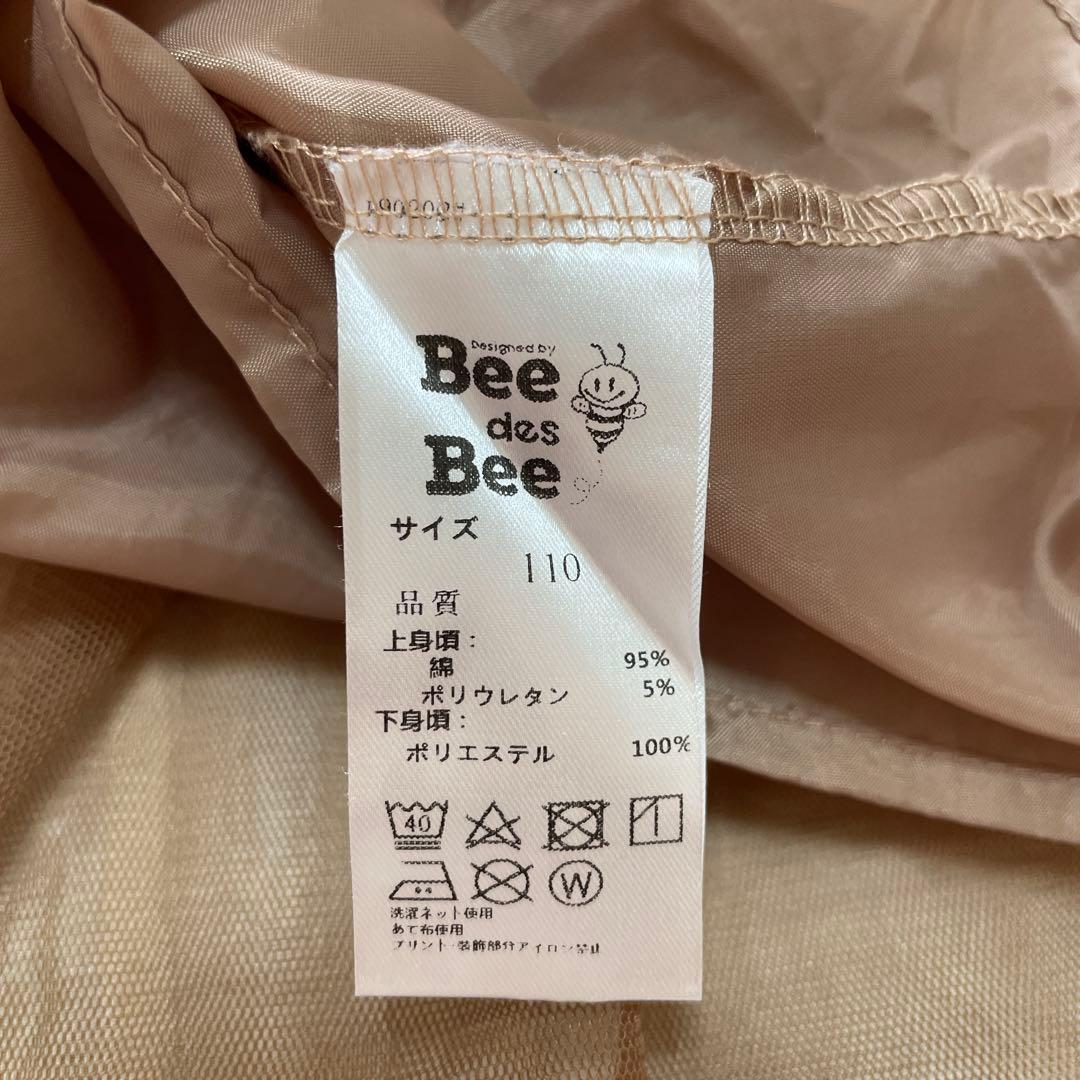 Designed by
Bee
des
Bee
サイズ
110
品質
上身頃：
綿 95%
ポリウレタン 5%
下身頃：
ポリエステル 100%
40
W
洗濯ネット使用
あて布使用
プリント・装飾部分アイロン禁止